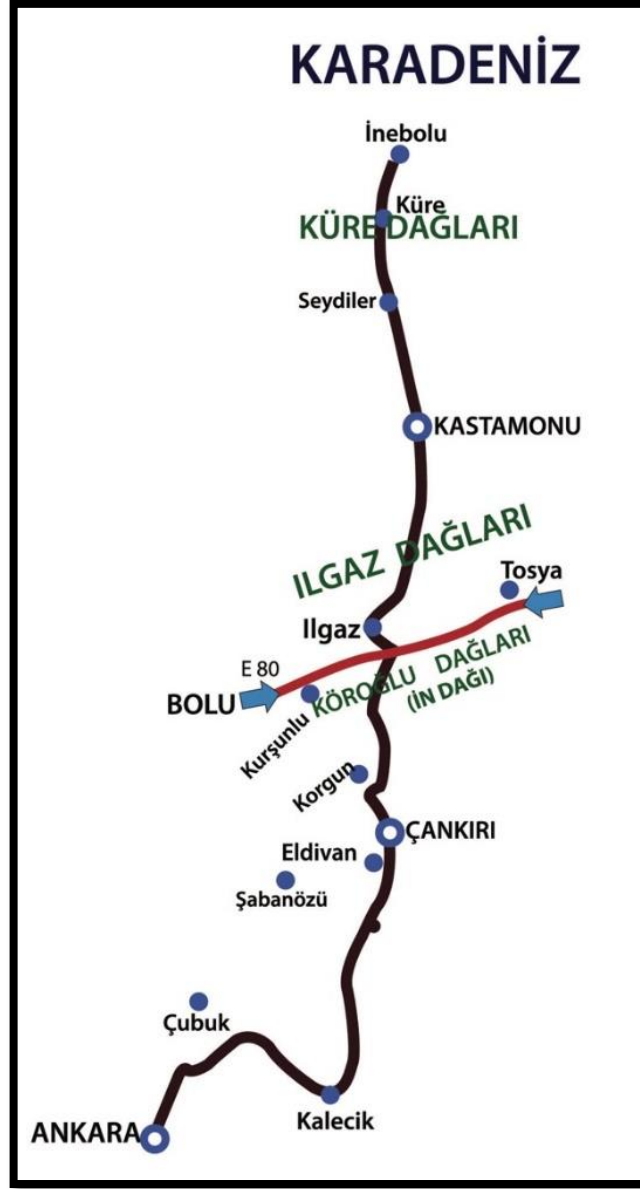 KARADENİZ
İnebolu
Küre
KÜRE DAĞLARI
Seydiler
KASTAMONU
ILGAZ DAĞLARI
Tosya
Ilgaz
E 80
KÖROĞLU DAĞLARI
(İN DAĞI)
BOLU
Kurşunlu
Korgun
ÇANKIRI
Eldivan
Şabanözü
Çubuk
Kalecik
ANKARA